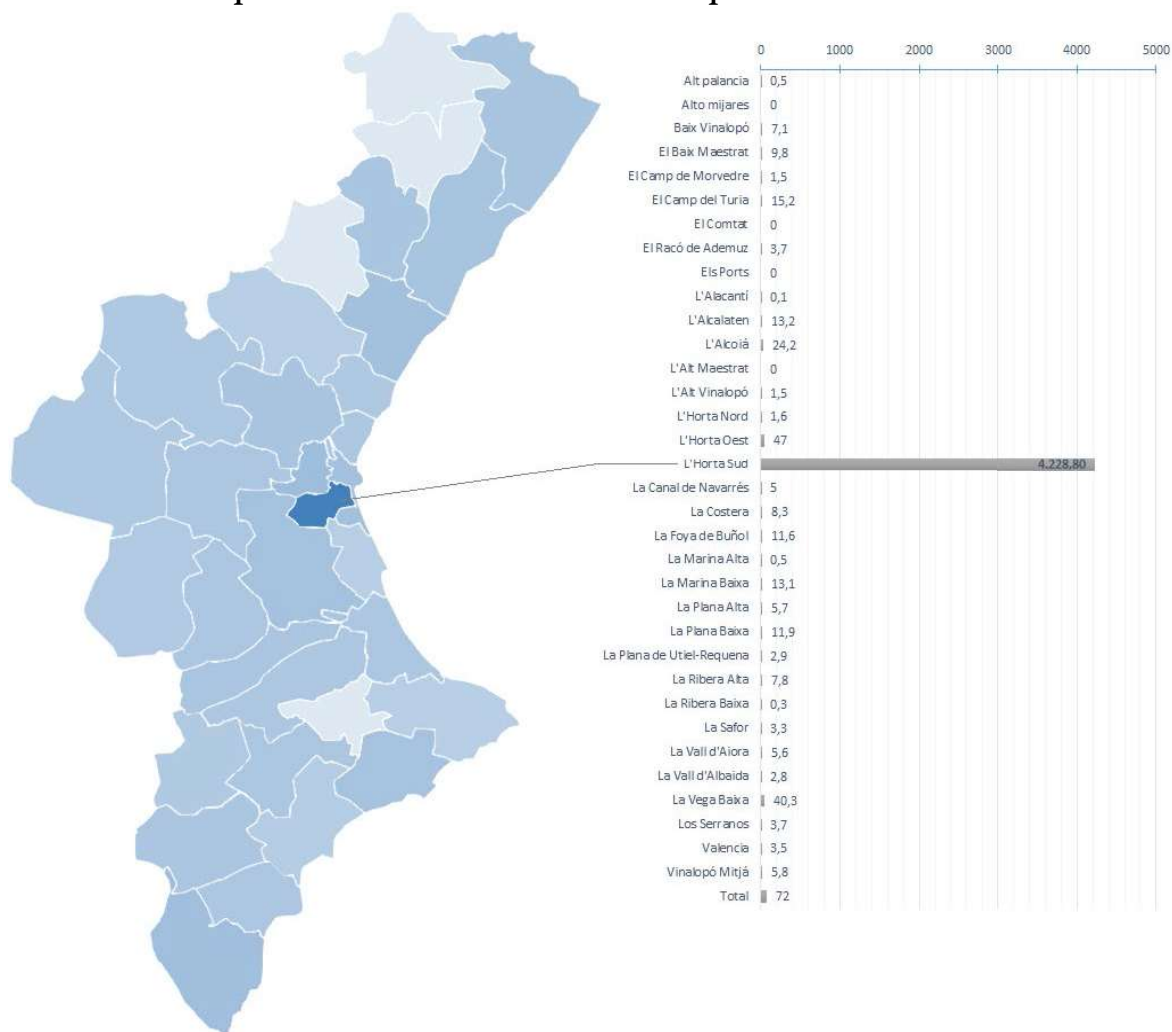 0 1000 2000 3000 4000 5000
Alt palancia 0,5
Alto mijares 0
Baix Vinalopó 7,1
El Baix Maestrat 9,8
El Camp de Morvedre 1,5
El Camp del Turia 15,2
El Comtat 0
El Racó de Ademuz 3,7
Els Ports 0
L'Alacantí 0,1
L'Alcalaten 13,2
L'Alcoiá 24,2
L'Alt Maestrat 0
L'Alt Vinalopó 1,5
L'Horta Nord 1,6
L'Horta Oest 47
L'Horta Sud 4.228,80
La Canal de Navarrés 5
La Costera 8,3
La Foya de Buñol 11,6
La Marina Alta 0,5
La Marina Baixa 13,1
La Plana Alta 5,7
La Plana Baixa 11,9
La Plana de Utiel-Requena 2,9
La Ribera Alta 7,8
La Ribera Baixa 0,3
La Safor 3,3
La Vall d'Aiora 5,6
La Vall d'Albaida 2,8
La Vega Baixa 40,3
Los Serranos 3,7
Valencia 3,5
Vinalopó Mitjá 5,8
Total 72